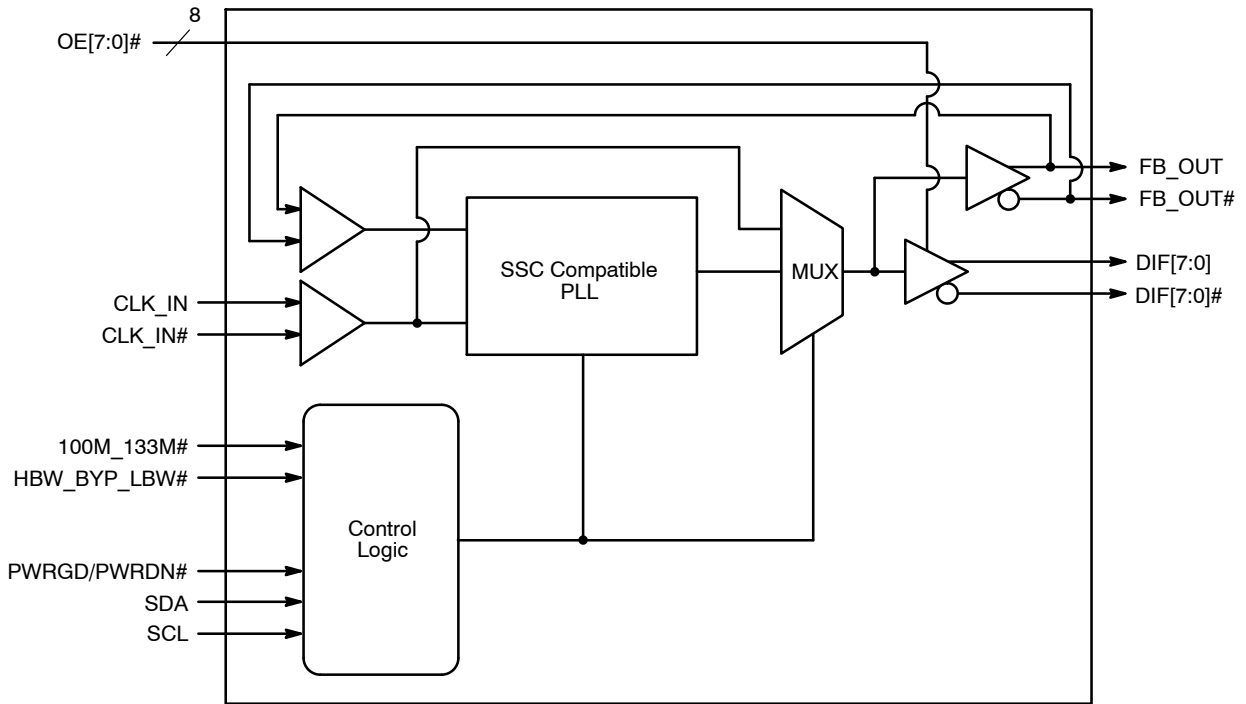 8
OE[7:0]#
FB_OUT
FB_OUT#
SSC Compatible
PLL
MUX
DIF[7:0]
DIF[7:0]#
CLK_IN
CLK_IN#
100M_133M#
HBW_BYP_LBW#
Control
Logic
PWRGD/PWRDN#
SDA
SCL